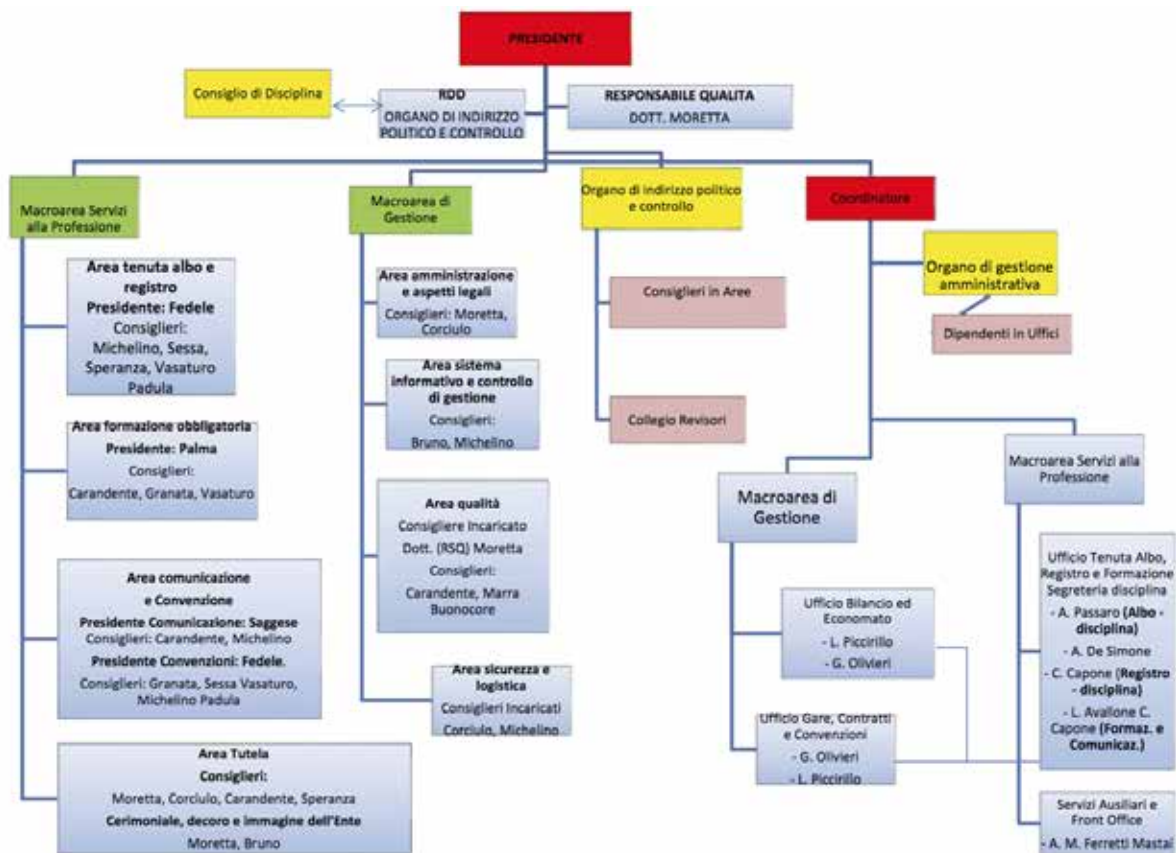 PRESIDENTE
Consiglio di Disciplina
RDD
ORGANO DI INDIRIZZO
POLITICO E CONTROLLO
RESPONSABILE QUALITA
DOTT. MORETTA
Macroarea Servizi
alla Professione
Area tenuta albo e
registro
Presidente: Fedele
Consiglieri:
Michelino, Sessa,
Speranza, Vasaturo
Padula
Area formazione obbligatoria
Presidente: Palma
Consiglieri:
Carandente, Granata, Vasaturo
Area comunicazione
e Convenzione
Presidente Comunicazione: Saggese
Consiglieri: Carandente, Michelino
Presidente Convenzioni: Fedele.
Consiglieri: Granata, Sessa Vasaturo,
Michelino Padula
Area Tutela
Consiglieri:
Moretta, Corciulo, Carandente, Speranza
Cerimoniale, decoro e immagine dell'Ente
Moretta, Bruno
Macroarea di
Gestione
Area amministrazione
e aspetti legali
Consiglieri: Moretta,
Corciulo
Area sistema
informativo e controllo
di gestione
Consiglieri:
Bruno, Michelino
Area qualità
Consigliere Incaricato
Dott. (RSQ) Moretta
Consiglieri:
Carandente, Marra
Buonocore
Area sicurezza e
logistica
Consiglieri Incaricati
Corciulo, Michelino
Organo di indirizzo politico
e controllo
Consiglieri in Aree
Collegio Revisori
Coordinatore
Organo di gestione
amministrativa
Dipendenti in Uffici
Macroarea di
Gestione
Ufficio Bilancio ed
Economato
- L. Piccirillo
- G. Olivieri
Ufficio Gare, Contratti
e Convenzioni
- G. Olivieri
- L. Piccirillo
Macroarea Servizi alla
Professione
Ufficio Tenuta Albo,
Registro e Formazione
Segreteria disciplina
- A. Passaro (Albo -
disciplina)
- A. De Simone
- C. Capone (Registro
- disciplina)
- L. Avallone C.
Capone (Formaz. e
Comunicaz.)
Servizi Ausiliari e
Front Office
- A. M. Ferretti Mastai